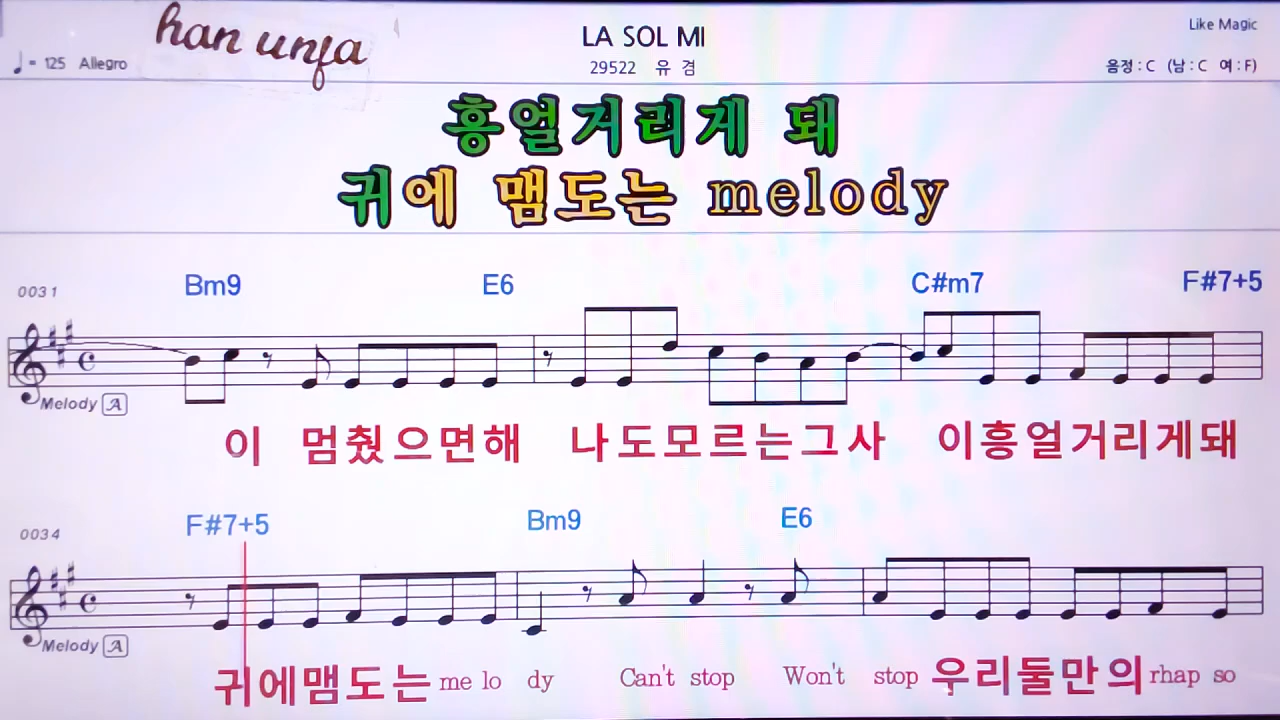 han unfa
LA SOL MI
Like Magic
♩= 125 Allegro
29522 유 겸
음정 : C (남 : C 여 : F)
흥얼거리게 돼
귀에 맴도는 melody
0031 Bm9 E6 C#m7 F#7+5
Melody A
이 멈췄으면해 나도모르는그사 이흥얼거리게돼
0034 F#7+5 Bm9 E6
Melody A
귀에맴도는 me lo dy Can't stop Won't stop 우리둘만의 rhap so